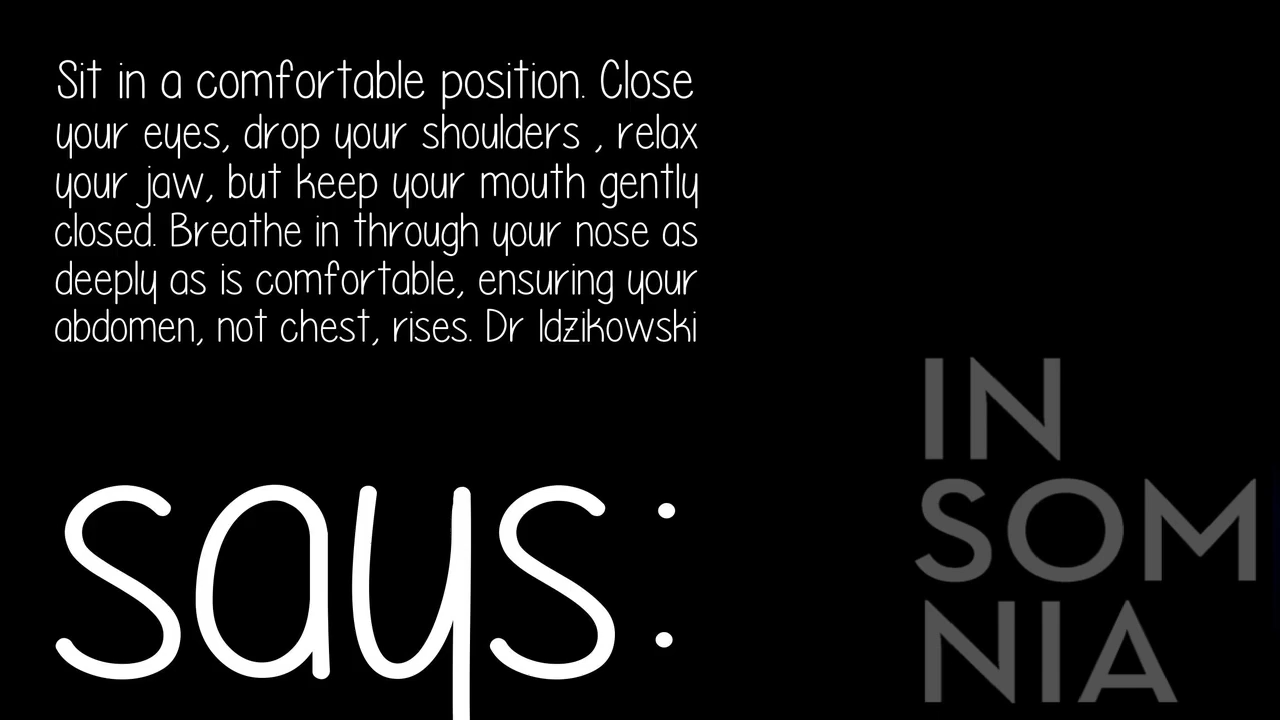 Sit in a comfortable position. Close
your eyes, drop your shoulders , relax
your jaw, but keep your mouth gently
closed. Breathe in through your nose as
deeply as is comfortable, ensuring your
abdomen, not chest, rises. Dr Idzikowski
says:
IN
SOM
NIA